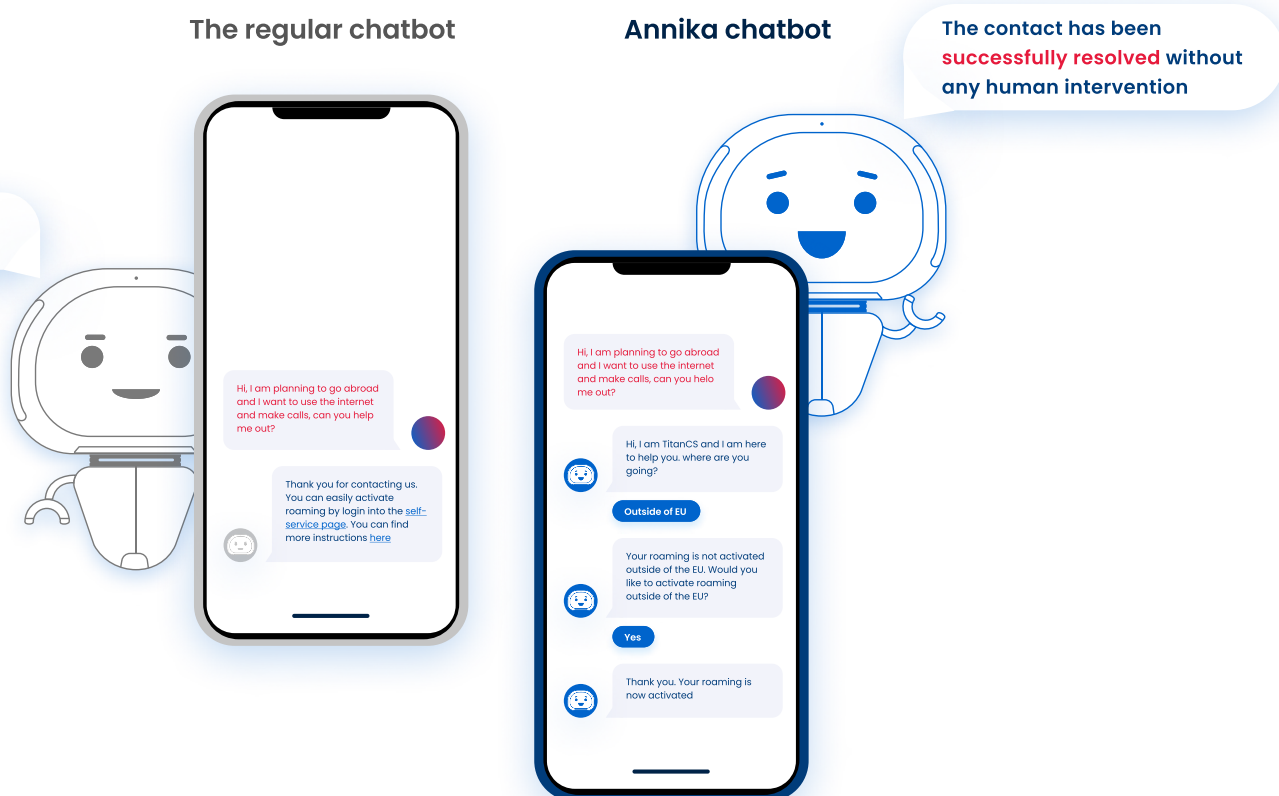 The regular chatbot
Hi, I am planning to go abroad
and I want to use the internet
and make calls, can you help
me out?
Thank you for contacting us.
You can easily activate
roaming by login into the self-
service page. You can find
more instructions here
Annika chatbot
The contact has been
successfully resolved without
any human intervention
Hi, I am planning to go abroad
and I want to use the internet
and make calls, can you helo
me out?
Hi, I am TitanCS and I am here
to help you. where are you
going?
Outside of EU
Your roaming is not activated
outside of the EU. Would you
like to activate roaming
outside of the EU?
Yes
Thank you. Your roaming is
now activated